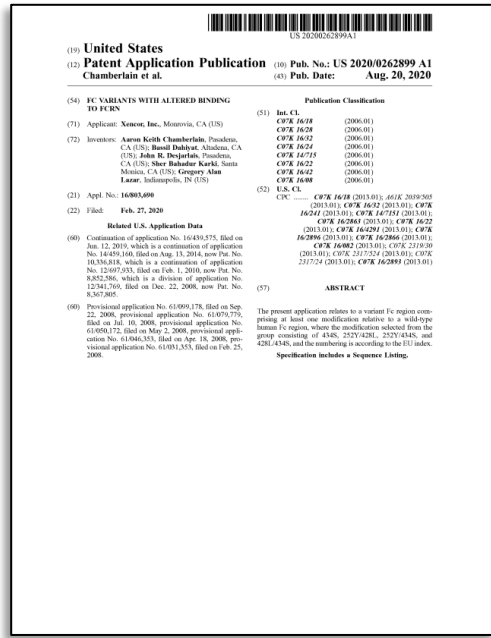 US 20200262899A1
(19) United States
(12) Patent Application Publication (10) Pub. No.: US 2020/0262899 A1
Chamberlain et al. (43) Pub. Date: Aug. 20, 2020
(54) FC VARIANTS WITH ALTERED BINDING
TO FCRN
(71) Applicant: Xencor, Inc., Monrovia, CA (US)
(72) Inventors: Aaron Keith Chamberlain, Pasadena,
CA (US); Bassil Dahiyat, Altadena, CA
(US); John R. Desjarlais, Pasadena,
CA (US); Sher Bahadur Karki, Santa
Monica, CA (US); Gregory Alan
Lazar, Indianapolis, IN (US)
(21) Appl. No.: 16/803,690
(22) Filed: Feb. 27, 2020
Related U.S. Application Data
(60) Continuation of application No. 16/439,575, filed on
Jun. 12, 2019, which is a continuation of application
No. 14/459,160, filed on Aug. 13, 2014, now Pat. No.
10,336,818, which is a continuation of application
No. 12/697,933, filed on Feb. 1, 2010, now Pat. No.
8,852,586, which is a division of application No.
12/341,769, filed on Dec. 22, 2008, now Pat. No.
8,367,805.
(60) Provisional application No. 61/099,178, filed on Sep.
22, 2008, provisional application No. 61/079,779,
filed on Jul. 10, 2008, provisional application No.
61/050,172, filed on May 2, 2008, provisional appli-
cation No. 61/046,353, filed on Apr. 18, 2008, pro-
visional application No. 61/031,353, filed on Feb. 25,
2008.
Publication Classification
(51) Int. Cl.
C07K 16/18 (2006.01)
C07K 16/28 (2006.01)
C07K 16/32 (2006.01)
C07K 16/24 (2006.01)
C07K 14/715 (2006.01)
C07K 16/22 (2006.01)
C07K 16/42 (2006.01)
C07K 16/08 (2006.01)
(52) U.S. Cl.
CPC ........ C07K 16/18 (2013.01); A61K 2039/505
(2013.01); C07K 16/32 (2013.01); C07K
16/241 (2013.01); C07K 14/7151 (2013.01);
C07K 16/2863 (2013.01); C07K 16/22
(2013.01); C07K 16/4291 (2013.01); C07K
16/2896 (2013.01); C07K 16/2866 (2013.01);
C07K 16/082 (2013.01); C07K 2319/30
(2013.01); C07K 2317/524 (2013.01); C07K
2317/24 (2013.01); C07K 16/2893 (2013.01)
(57) ABSTRACT
The present application relates to a variant Fc region com-
prising at least one modification relative to a wild-type
human Fc region, where the modification selected from the
group consisting of 434S, 252Y/428L, 252Y/434S, and
428L/434S, and the numbering is according to the EU index.
Specification includes a Sequence Listing.